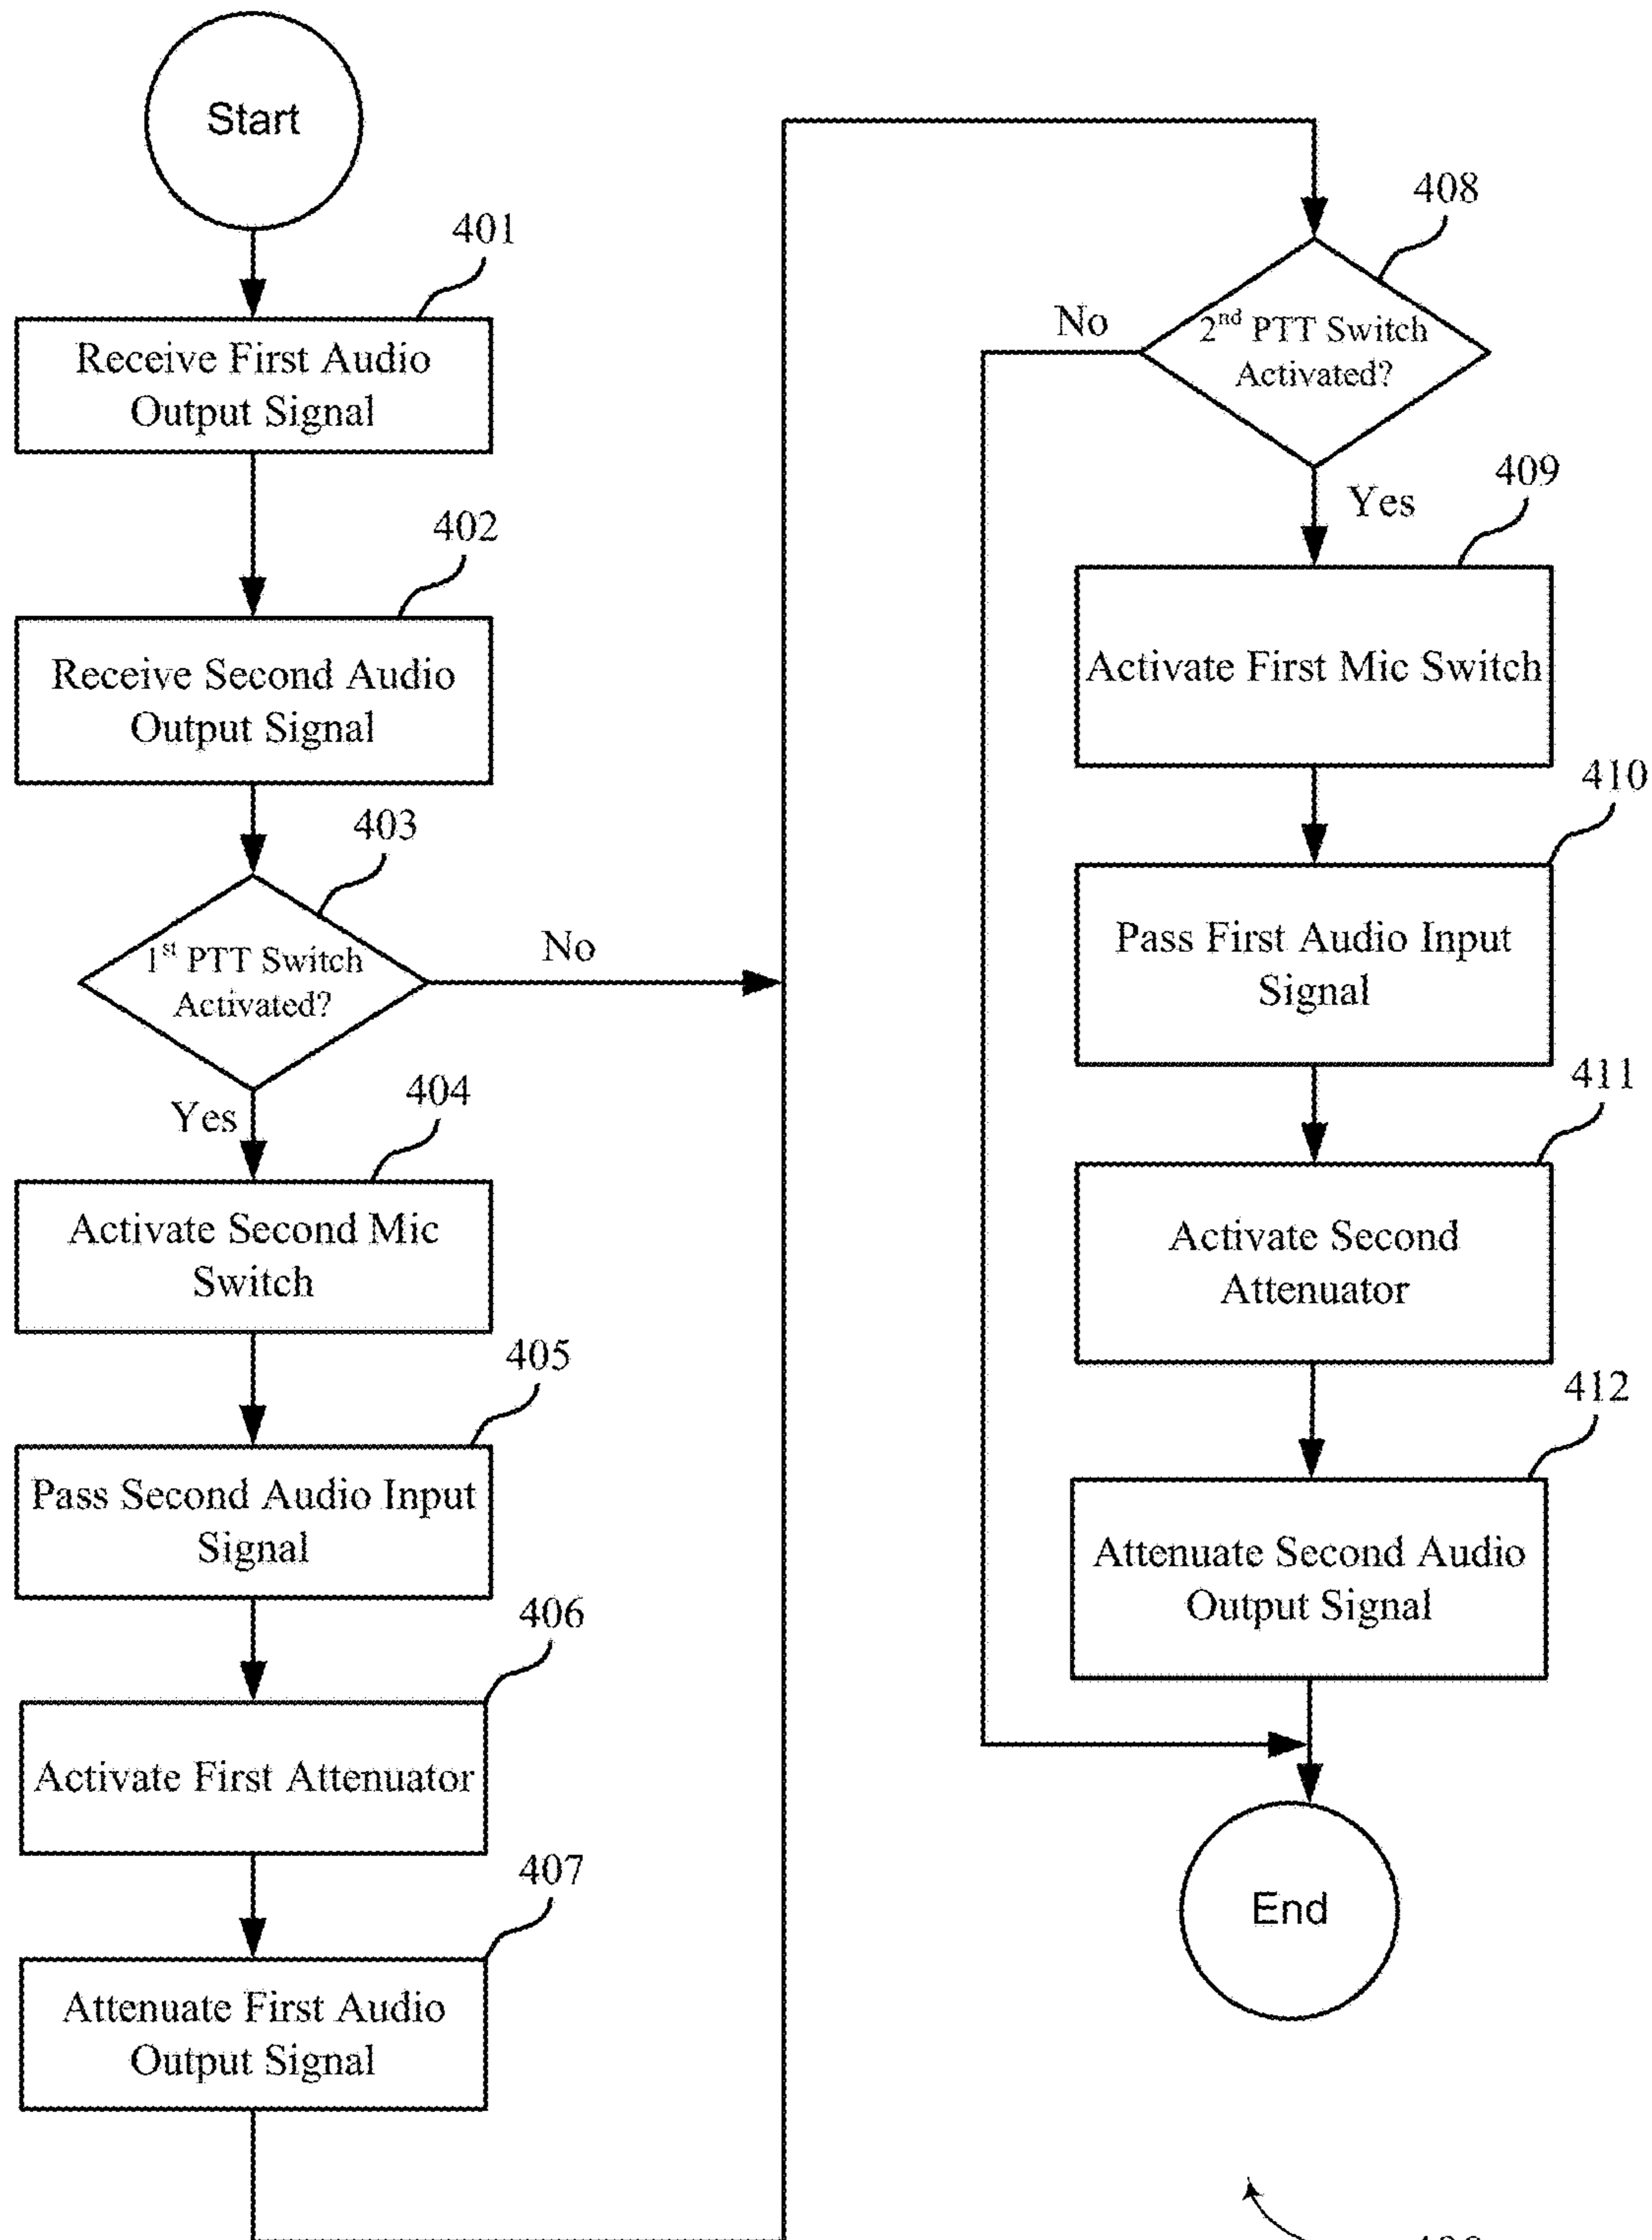 Start
401
Receive First Audio
Output Signal
402
Receive Second Audio
Output Signal
403
1st PTT Switch
Activated?
No
Yes
404
Activate Second Mic
Switch
405
Pass Second Audio Input
Signal
406
Activate First Attenuator
407
Attenuate First Audio
Output Signal
408
2nd PTT Switch
Activated?
No
Yes
409
Activate First Mic Switch
410
Pass First Audio Input
Signal
411
Activate Second
Attenuator
412
Attenuate Second Audio
Output Signal
End